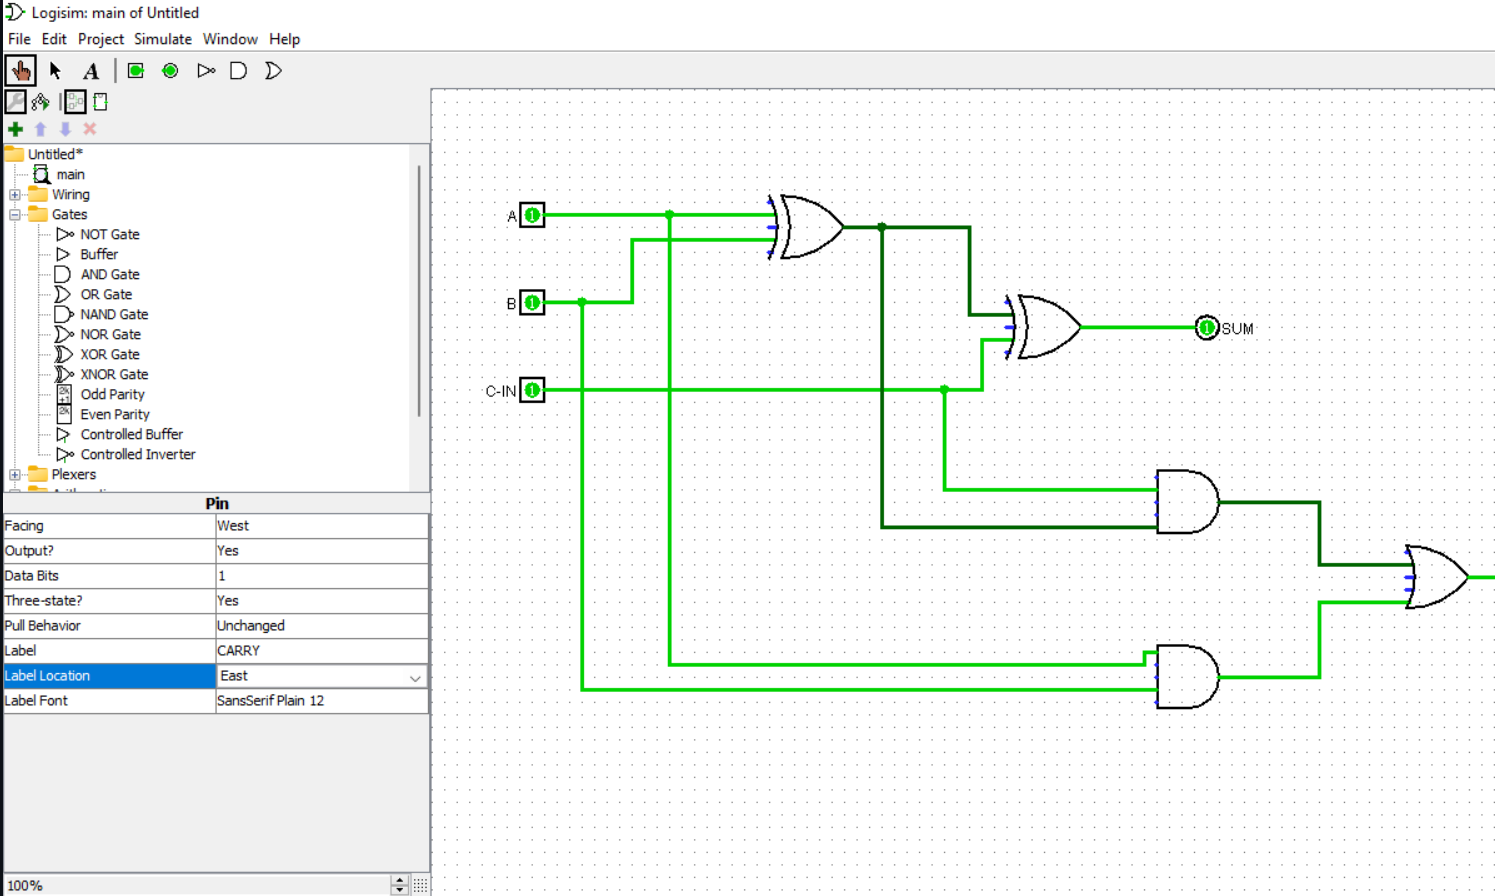 Logisim: main of Untitled
File Edit Project Simulate Window Help
A
Untitled*
main
Wiring
Gates
NOT Gate
Buffer
AND Gate
OR Gate
NAND Gate
NOR Gate
XOR Gate
XNOR Gate
2k+1 Odd Parity
2k Even Parity
Controlled Buffer
Controlled Inverter
Plexers
Pin
Facing West
Output? Yes
Data Bits 1
Three-state? Yes
Pull Behavior Unchanged
Label CARRY
Label Location East
Label Font SansSerif Plain 12
100%
A 1
B 1
C-IN 1
1 SUM